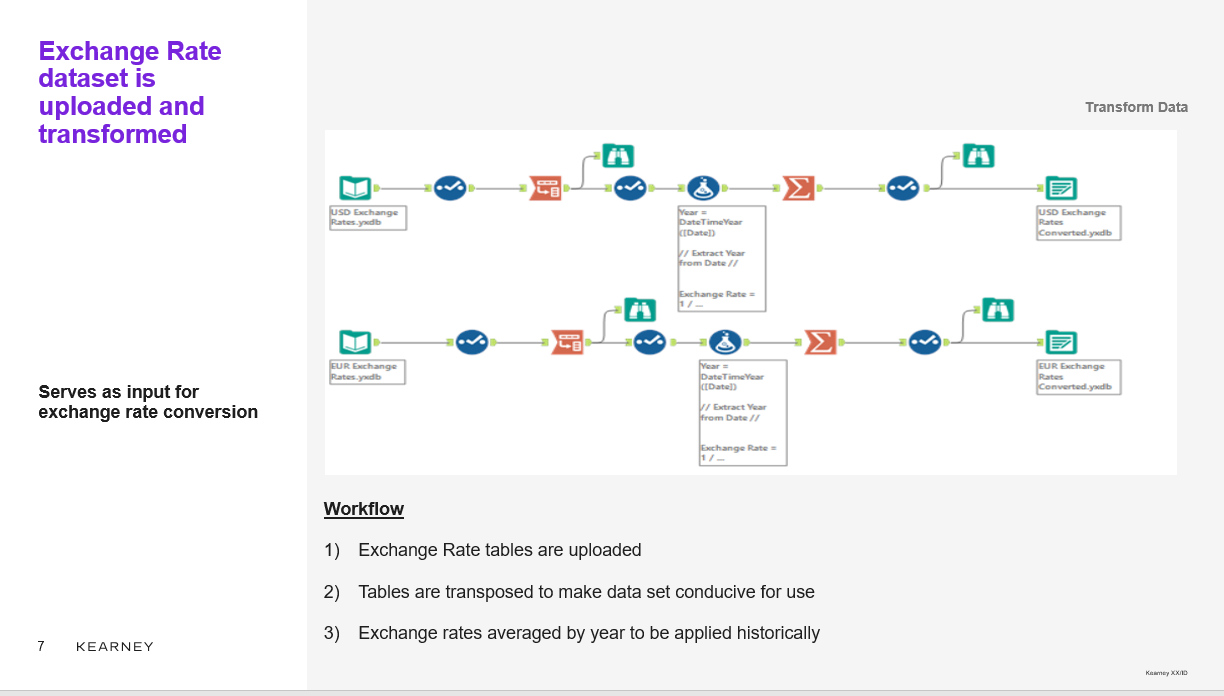 Exchange Rate
dataset is
uploaded and
transformed
Serves as input for
exchange rate conversion
7 KEARNEY
Transform Data
USD Exchange
Rates.yxdb
Year =
DateTimeYear
([Date])
// Extract Year
from Date //
Exchange Rate =
1 / ...
USD Exchange
Rates
Converted.yxdb
EUR Exchange
Rates.yxdb
Year =
DateTimeYear
([Date])
// Extract Year
from Date //
Exchange Rate =
1 / ...
EUR Exchange
Rates
Converted.yxdb
Workflow
1) Exchange Rate tables are uploaded
2) Tables are transposed to make data set conducive for use
3) Exchange rates averaged by year to be applied historically
Kearney XX/ID